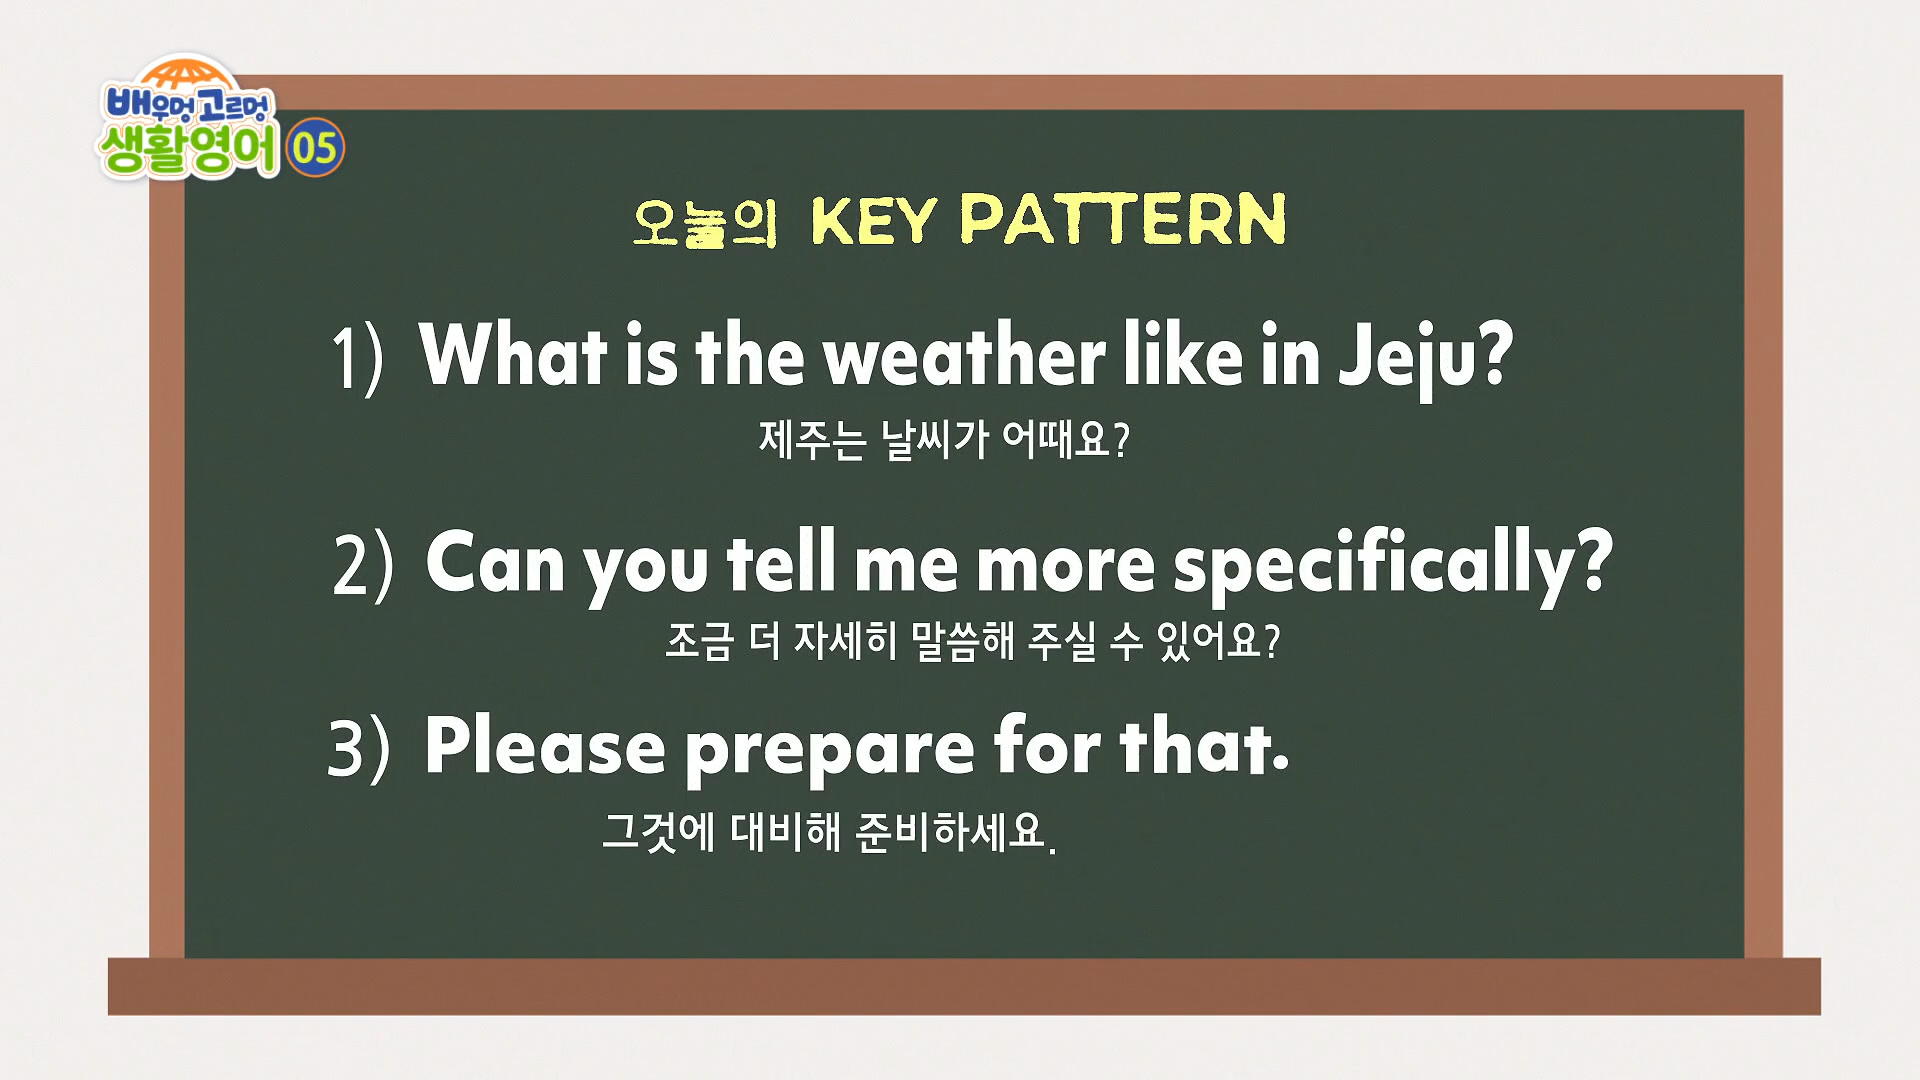 배우멍 고르멍
생활영어 05
오늘의 KEY PATTERN
1) What is the weather like in Jeju?
제주는 날씨가 어때요?
2) Can you tell me more specifically?
조금 더 자세히 말씀해 주실 수 있어요?
3) Please prepare for that.
그것에 대비해 준비하세요.